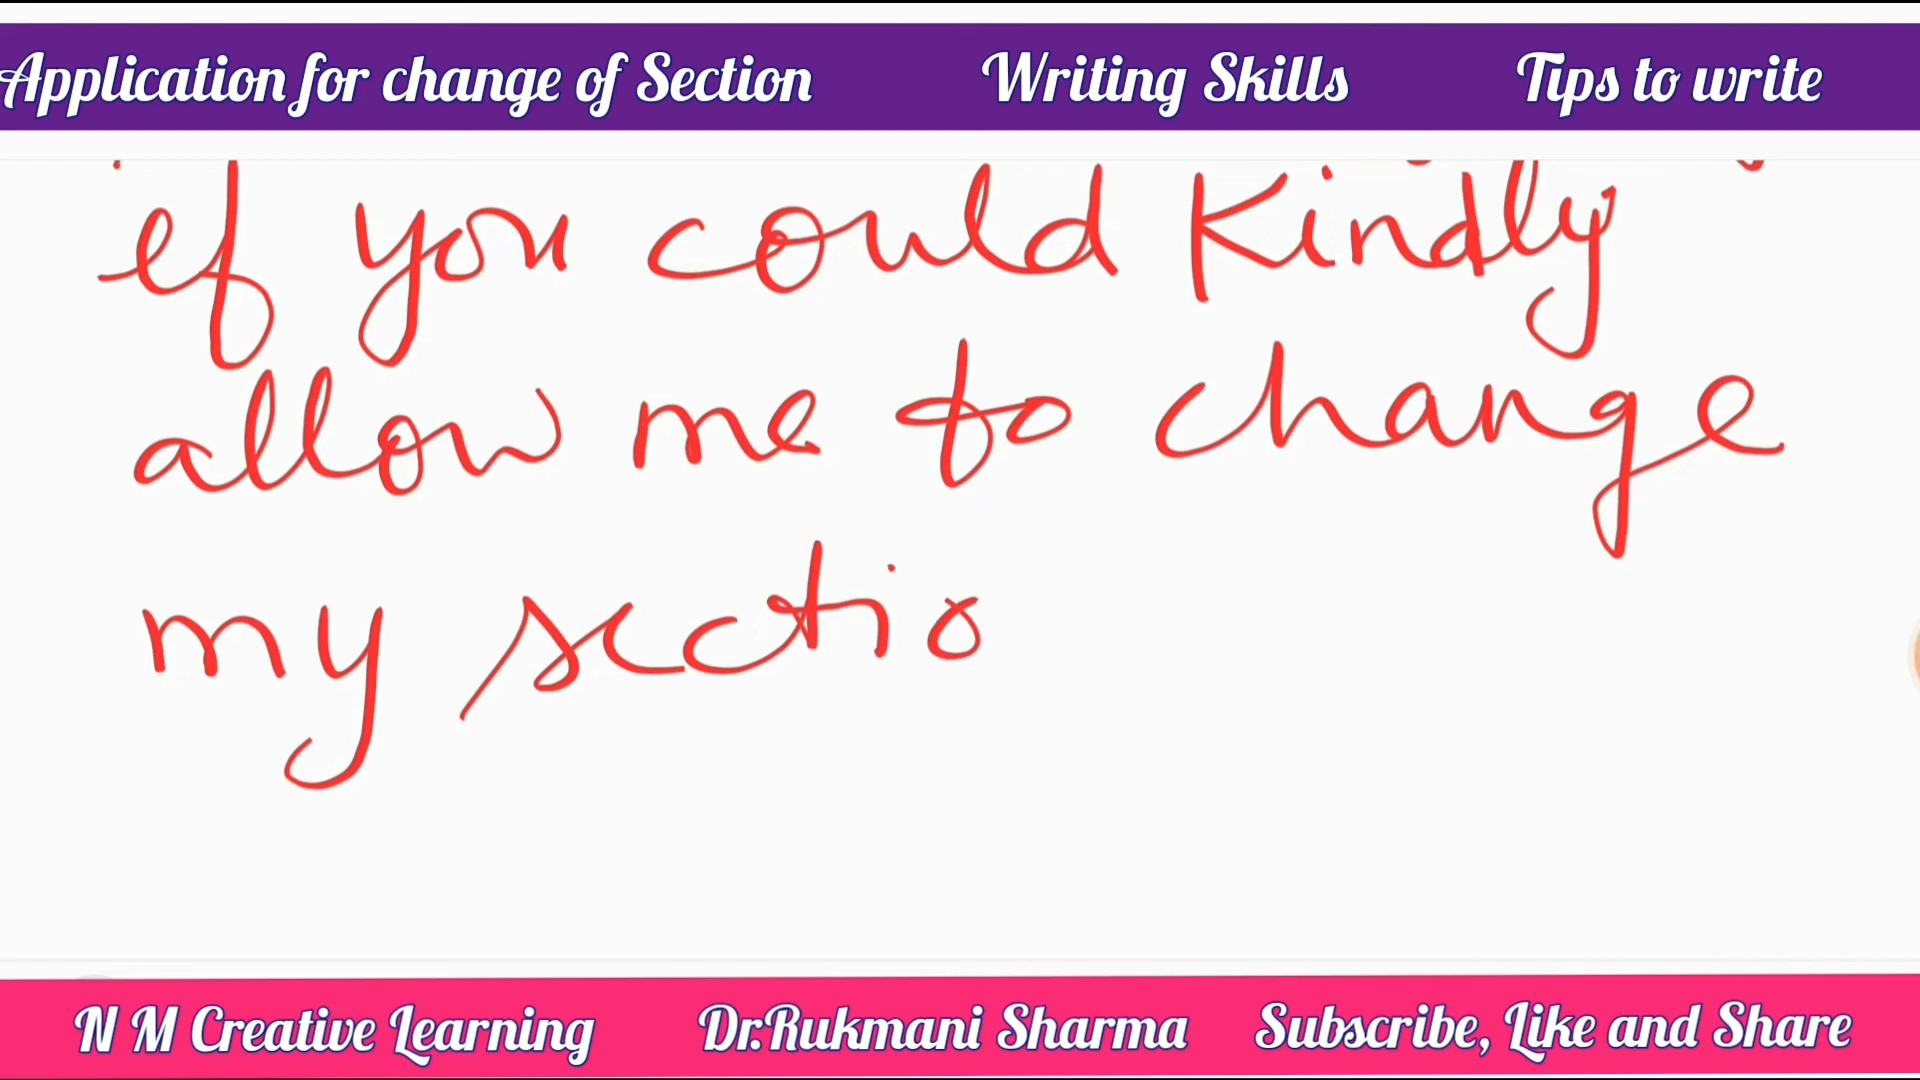 Application for change of Section Writing Skills Tips to write
if you could Kindly
allow me to change
my sectio
N M Creative Learning Dr.Rukmani Sharma Subscribe, Like and Share